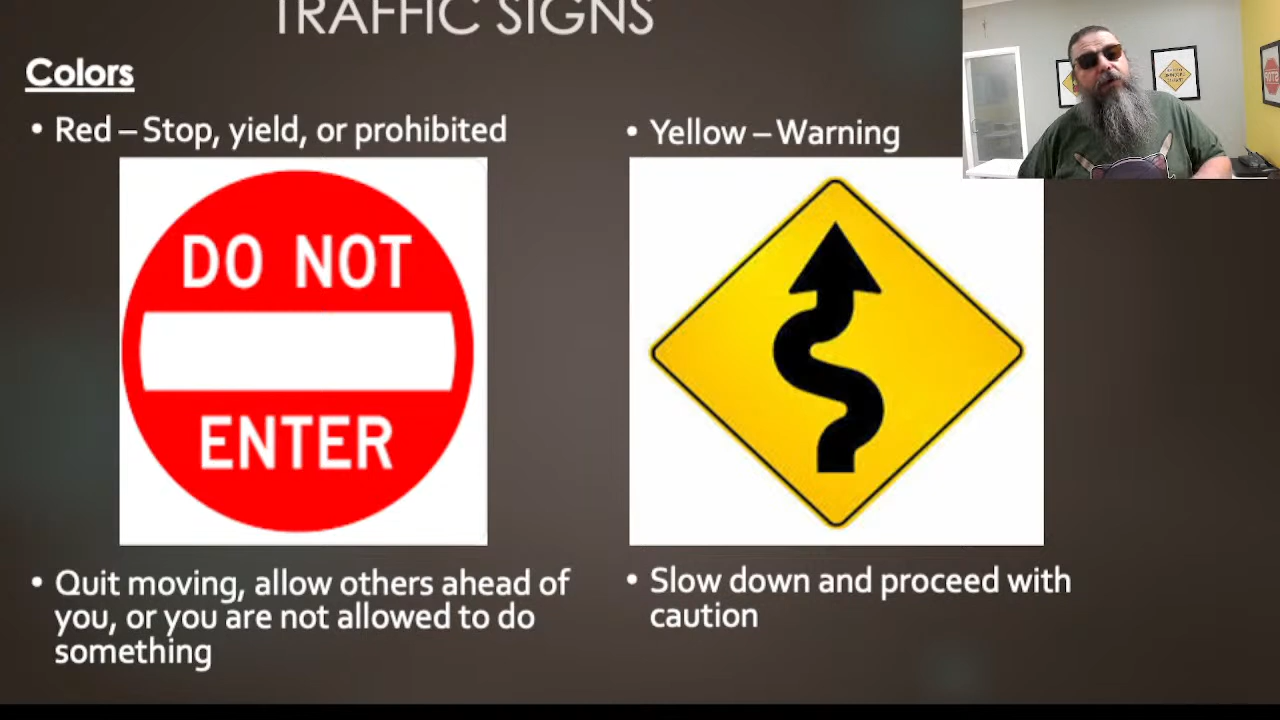 TRAFFIC SIGNS
Colors
• Red – Stop, yield, or prohibited
DO NOT
ENTER
• Quit moving, allow others ahead of
you, or you are not allowed to do
something
• Yellow – Warning
• Slow down and proceed with
caution